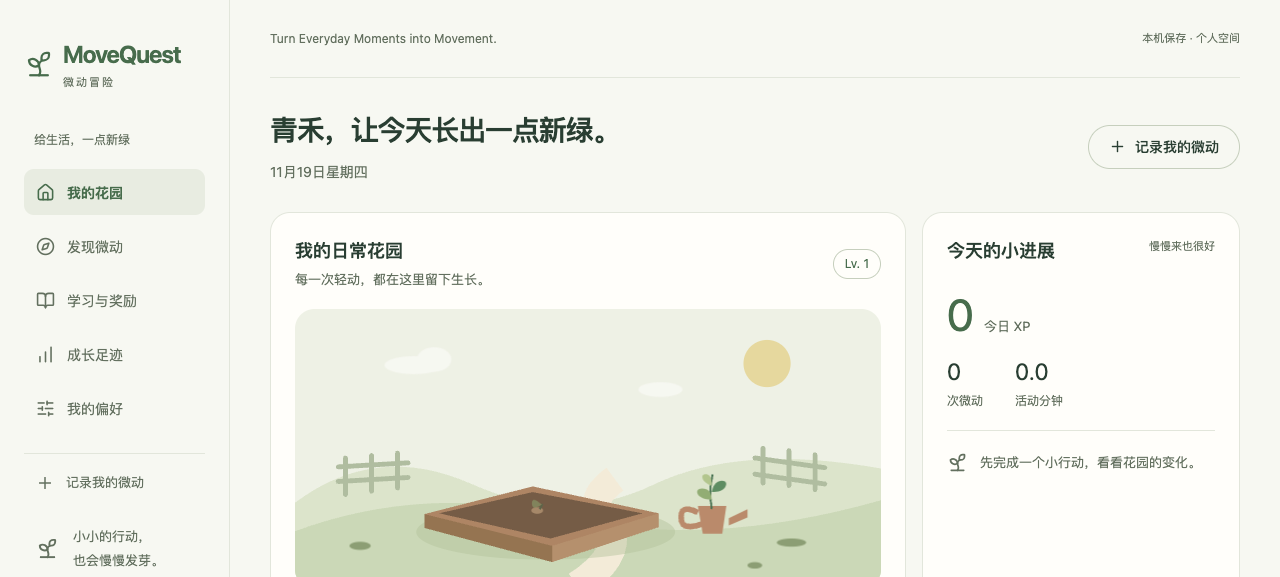 MoveQuest
微动冒险
给生活，一点新绿
我的花园
发现微动
学习与奖励
成长足迹
我的偏好
记录我的微动
小小的行动，
也会慢慢发芽。
Turn Everyday Moments into Movement.
本机保存 · 个人空间
青禾，让今天长出一点新绿。
11月19日星期四
记录我的微动
我的日常花园
每一次轻动，都在这里留下生长。
Lv. 1
今天的小进展
慢慢来也很好
0 今日 XP
0 0.0
次微动 活动分钟
先完成一个小行动，看看花园的变化。